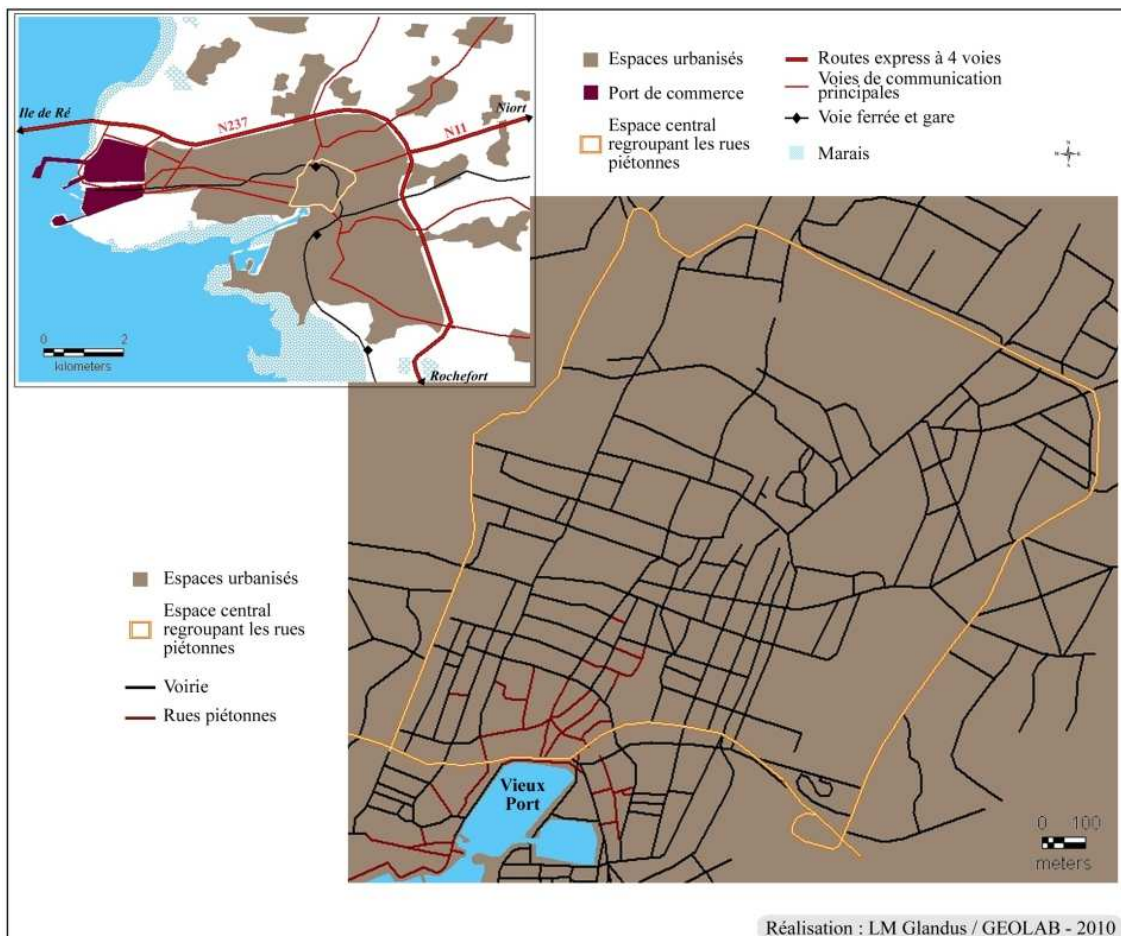 Ile de Ré
N237
N11
Niort
0 2
kilometers
Rochefort
Espaces urbanisés
Port de commerce
Espace central
regroupant les rues
piétonnes
Routes express à 4 voies
Voies de communication
principales
Voie ferrée et gare
Marais
Espaces urbanisés
Espace central
regroupant les rues
piétonnes
Voirie
Rues piétonnes
Vieux
Port
0 100
meters
Réalisation : LM Glandus / GEOLAB - 2010